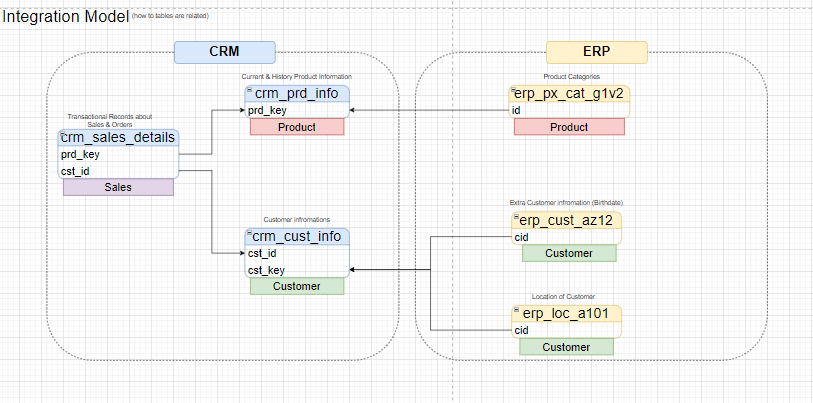 Integration Model (how to tables are related)
CRM
ERP
Current & History Product Information
crm_prd_info
prd_key
Product
Product Categories
erp_px_cat_g1v2
id
Product
Transactional Records about
Sales & Orders
crm_sales_details
prd_key
cst_id
Sales
Customer infromations
crm_cust_info
cst_id
cst_key
Customer
Extra Customer infromation (Birthdate)
erp_cust_az12
cid
Customer
Location of Customer
erp_loc_a101
cid
Customer